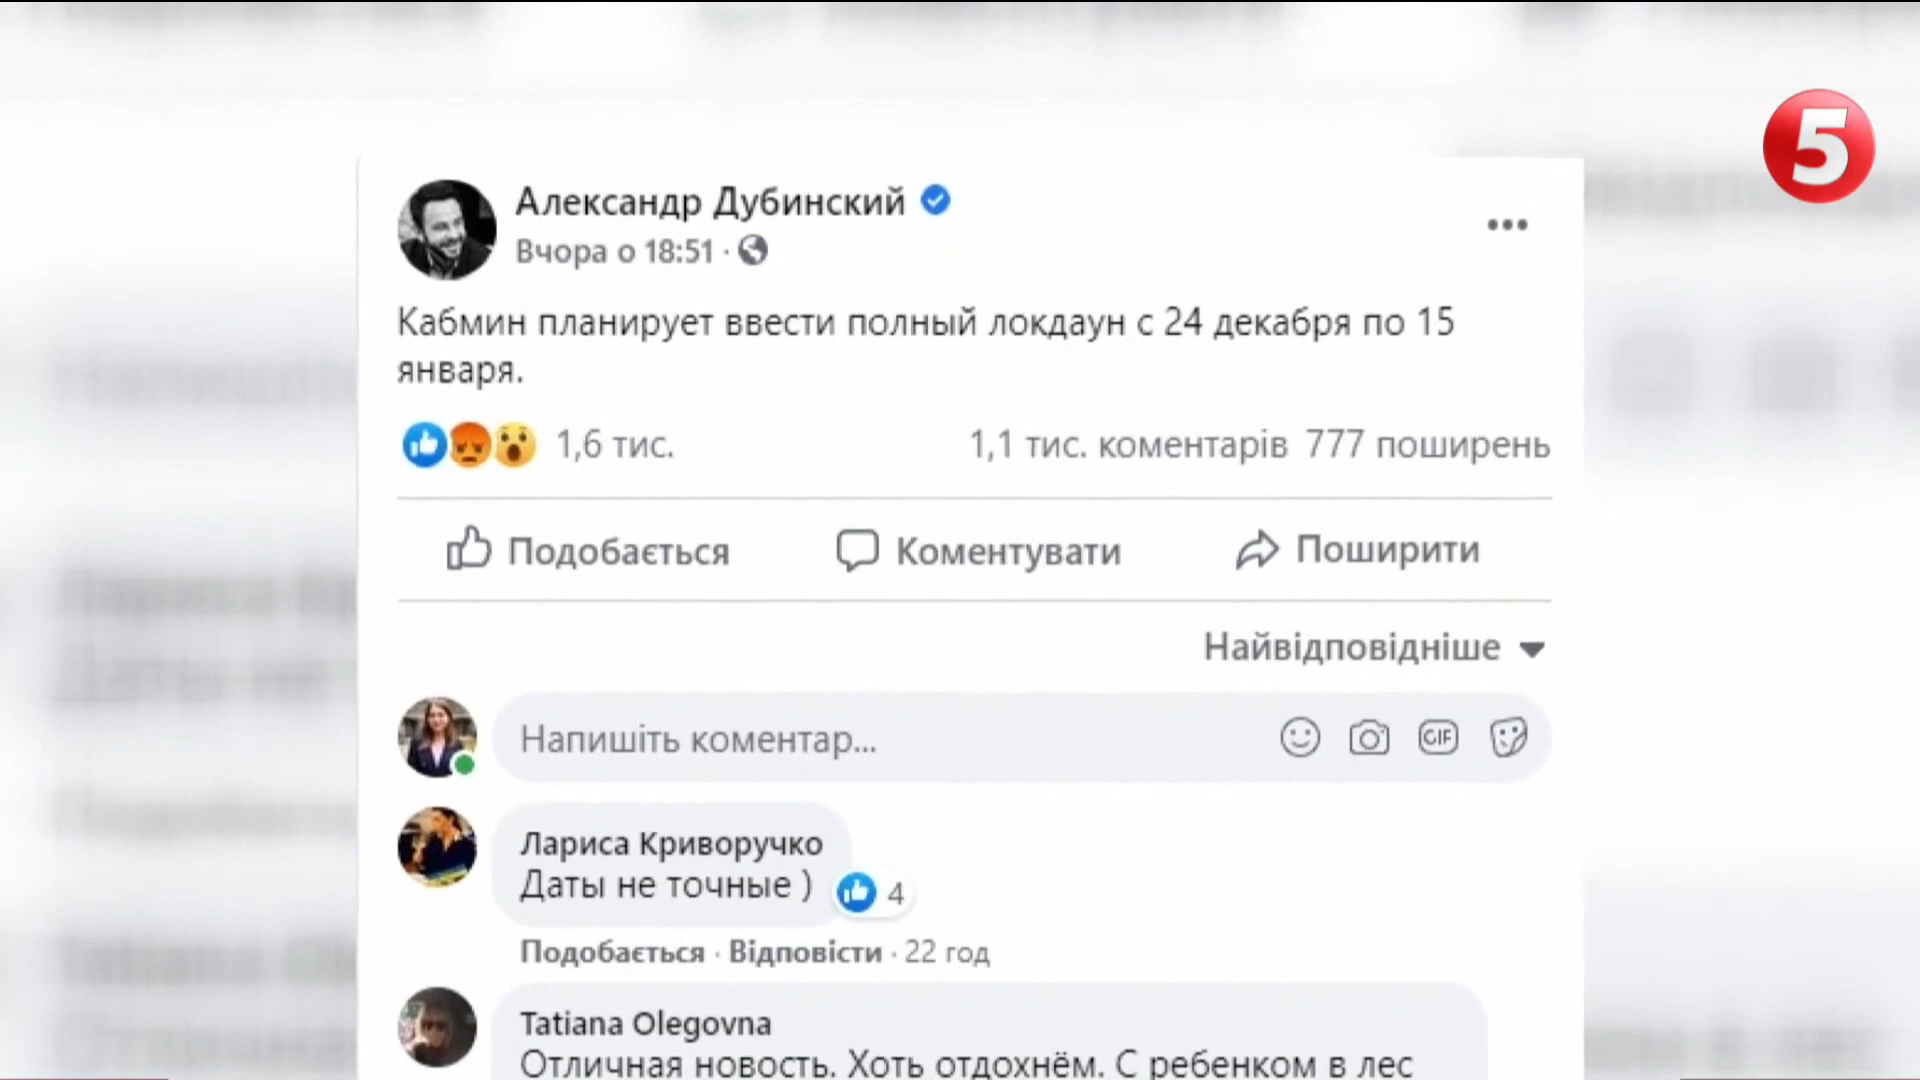 5
Александр Дубинский
Вчора о 18:51 ·
Кабмин планирует ввести полный локдаун с 24 декабря по 15
января.
1,6 тис.
1,1 тис. коментарів 777 поширень
Подобається
Коментувати
Поширити
Найвідповідніше
Напишіть коментар...
GIF
Лариса Криворучко
Даты не точные )
4
Подобається · Відповісти · 22 год
Tatiana Olegovna
Отличная новость. Хоть отдохнём. С ребенком в лес